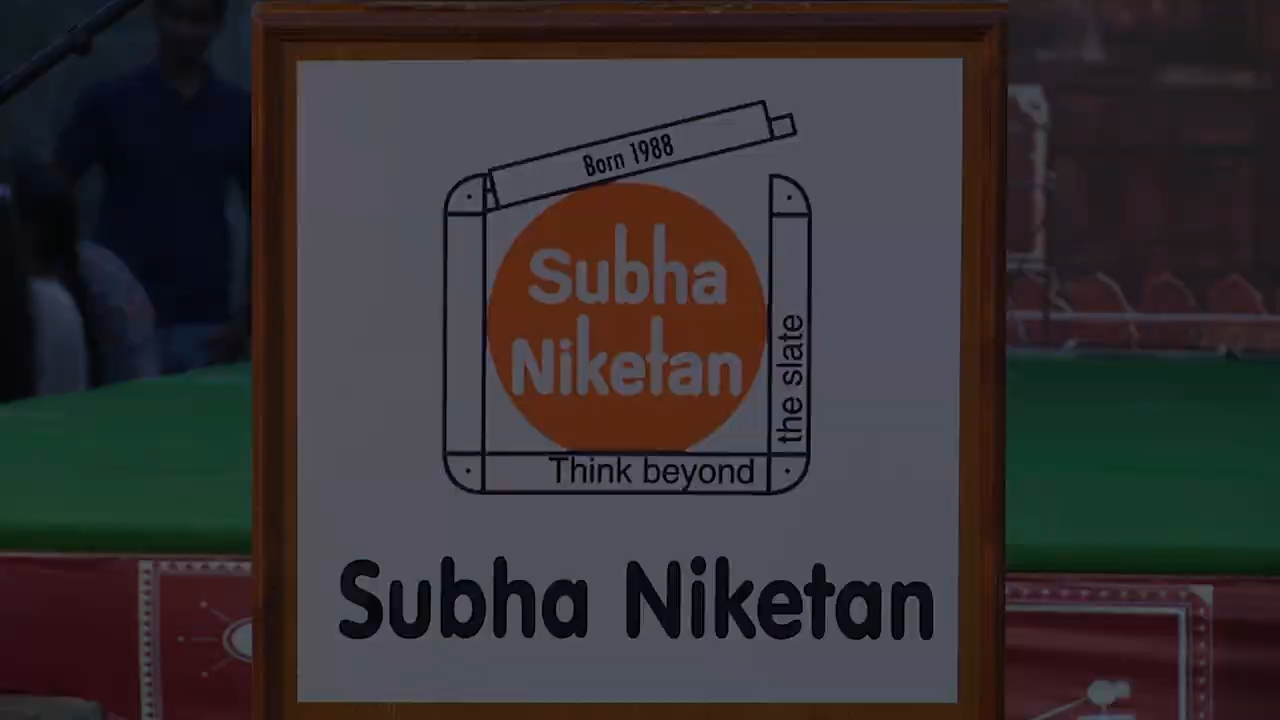 Born 1988
Subha
Niketan
the slate
Think beyond
Subha Niketan